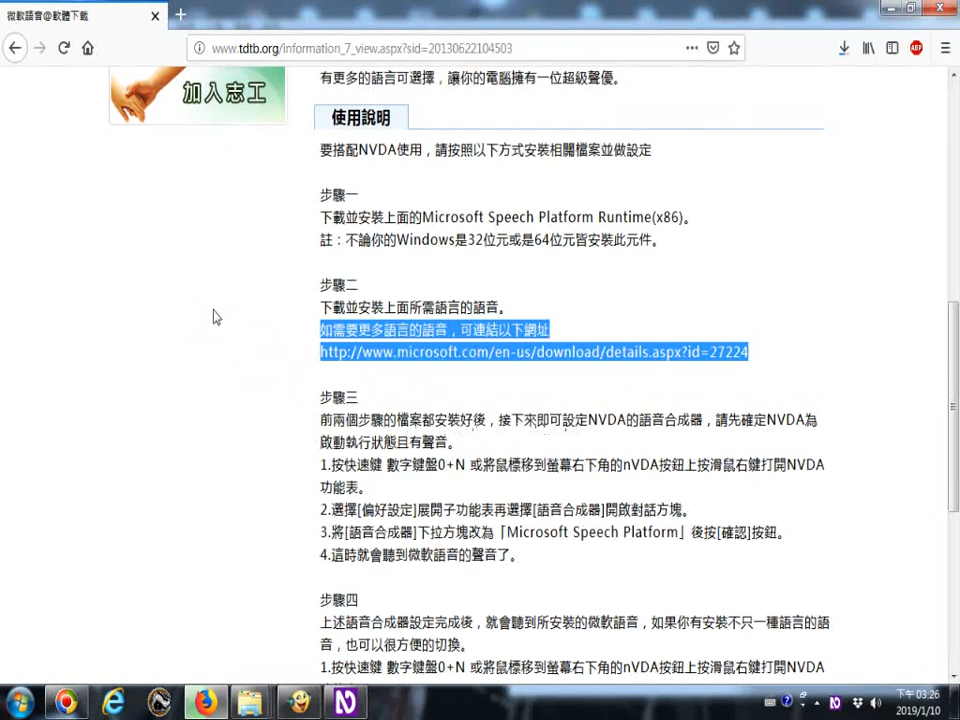 微軟語音@軟體下載
www.tdtb.org/information_7_view.aspx?sid=20130622104503
ABP
加入志工
有更多的語言可選擇，讓你的電腦擁有一位超級聲優。
使用說明
要搭配NVDA使用，請按照以下方式安裝相關檔案並做設定
步驟一
下載並安裝上面的Microsoft Speech Platform Runtime(x86)。
註：不論你的Windows是32位元或是64位元皆安裝此元件。
步驟二
下載並安裝上面所需語言的語音。
如需要更多語言的語音，可連結以下網址
http://www.microsoft.com/en-us/download/details.aspx?id=27224
步驟三
前兩個步驟的檔案都安裝好後，接下來即可設定NVDA的語音合成器，請先確定NVDA為
啟動執行狀態且有聲音。
1.按快速鍵 數字鍵盤0+N 或將鼠標移到螢幕右下角的nVDA按鈕上按滑鼠右鍵打開NVDA
功能表。
2.選擇[偏好設定]展開子功能表再選擇[語音合成器]開啟對話方塊。
3.將[語音合成器]下拉方塊改為「Microsoft Speech Platform」後按[確認]按鈕。
4.這時就會聽到微軟語音的聲音了。
步驟四
上述語音合成器設定完成後，就會聽到所安裝的微軟語音，如果你有安裝不只一種語言的語
音，也可以很方便的切換。
1.按快速鍵 數字鍵盤0+N 或將鼠標移到螢幕右下角的nVDA按鈕上按滑鼠右鍵打開NVDA
下午 03:26
2019/1/10